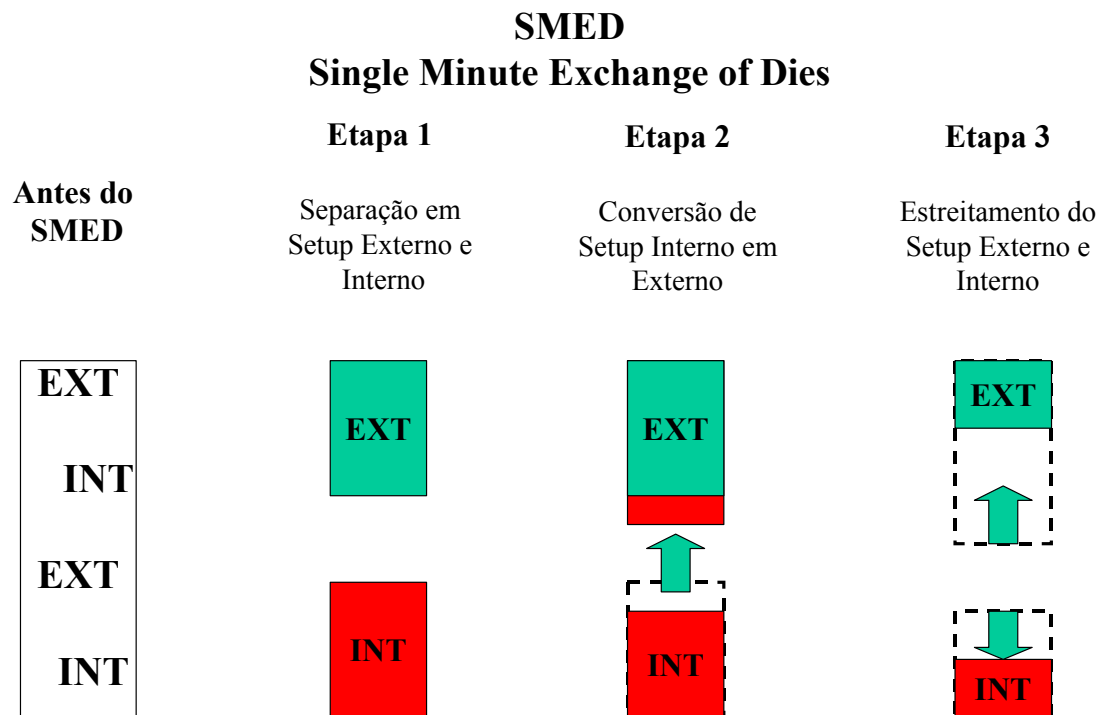 SMED
Single Minute Exchange of Dies
Antes do
SMED
Etapa 1
Separação em
Setup Externo e
Interno
Etapa 2
Conversão de
Setup Interno em
Externo
Etapa 3
Estreitamento do
Setup Externo e
Interno
EXT
INT
EXT
INT
EXT
INT
EXT
INT
EXT
INT